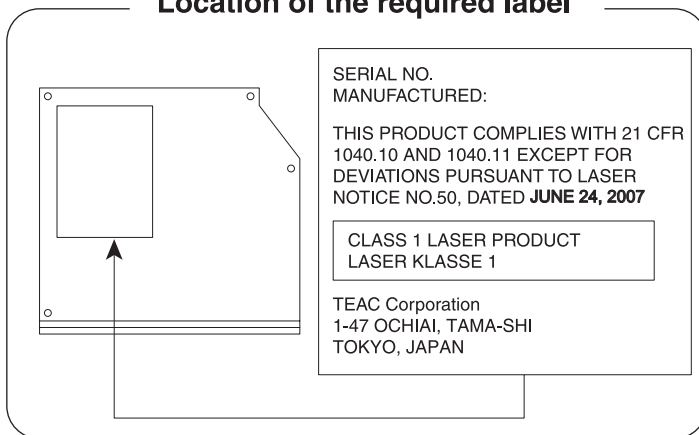 Location of the required label
SERIAL NO.
MANUFACTURED:
THIS PRODUCT COMPLIES WITH 21 CFR
1040.10 AND 1040.11 EXCEPT FOR
DEVIATIONS PURSUANT TO LASER
NOTICE NO.50, DATED JUNE 24, 2007
CLASS 1 LASER PRODUCT
LASER KLASSE 1
TEAC Corporation
1-47 OCHIAI, TAMA-SHI
TOKYO, JAPAN